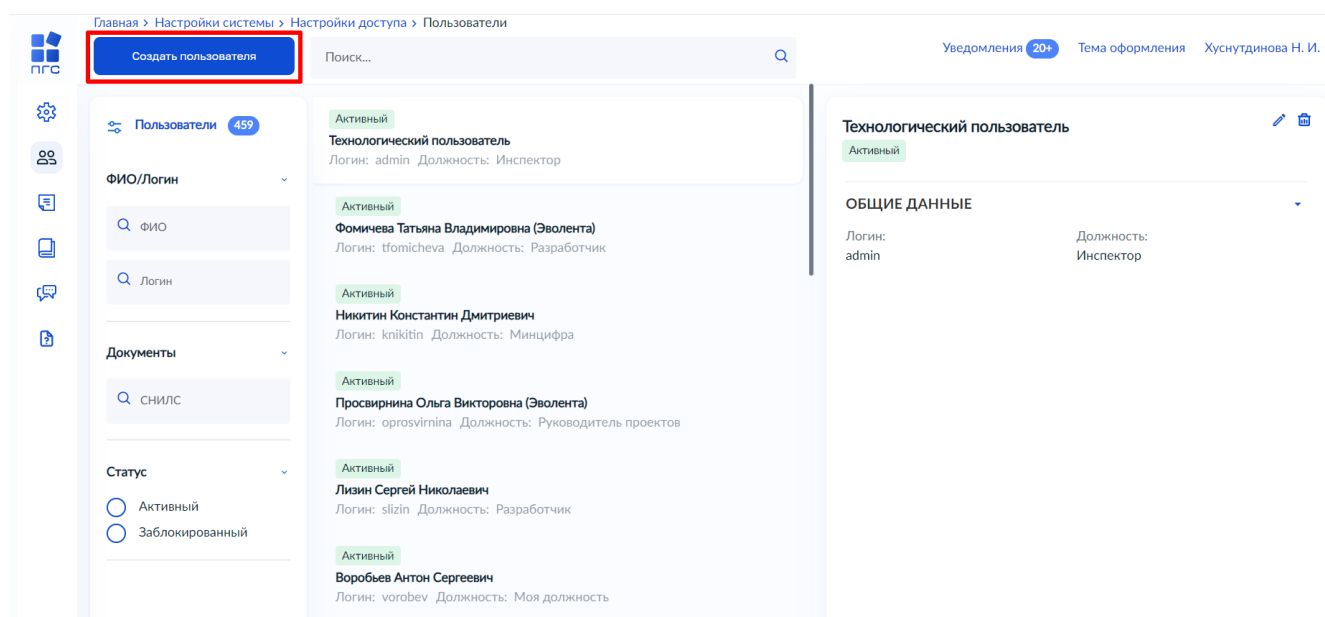 Главная > Настройки системы > Настройки доступа > Пользователи
ПГС
Создать пользователя
Поиск...
Уведомления 20+ Тема оформления Хуснутдинова Н. И.
Пользователи 459
ФИО/Логин
ФИО
Логин
Документы
СНИЛС
Статус
Активный
Заблокированный
Активный
Технологический пользователь
Логин: admin Должность: Инспектор
Активный
Фомичева Татьяна Владимировна (Эволента)
Логин: tfomicheva Должность: Разработчик
Активный
Никитин Константин Дмитриевич
Логин: knikitin Должность: Минцифра
Активный
Просвирнина Ольга Викторовна (Эволента)
Логин: oprosvirnina Должность: Руководитель проектов
Активный
Лизин Сергей Николаевич
Логин: slizin Должность: Разработчик
Активный
Воробьев Антон Сергеевич
Логин: vorobev Должность: Моя должность
Технологический пользователь
Активный
ОБЩИЕ ДАННЫЕ
Логин: Должность:
admin Инспектор